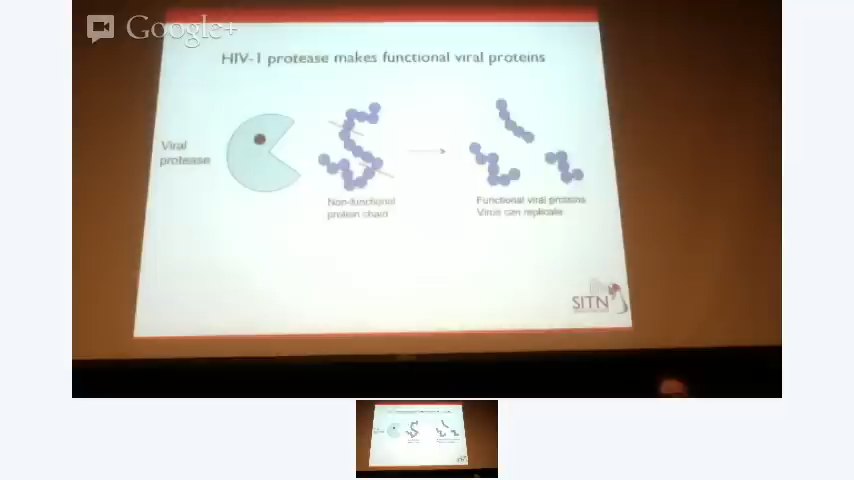 Google+
HIV-1 protease makes functional viral proteins
Viral
protease
Non-functional
protein chain
Functional viral proteins
Virus can replicate
SITN